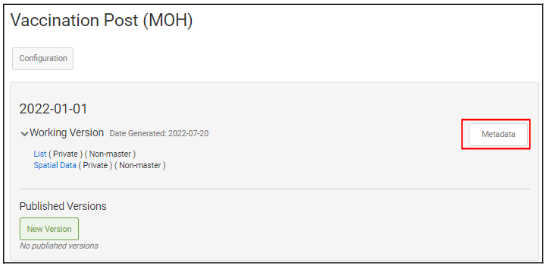 Vaccination Post (MOH)
Configuration
2022-01-01
Working Version Date Generated: 2022-07-20
Metadata
List ( Private ) ( Non-master )
Spatial Data ( Private ) ( Non-master )
Published Versions
New Version
No published versions